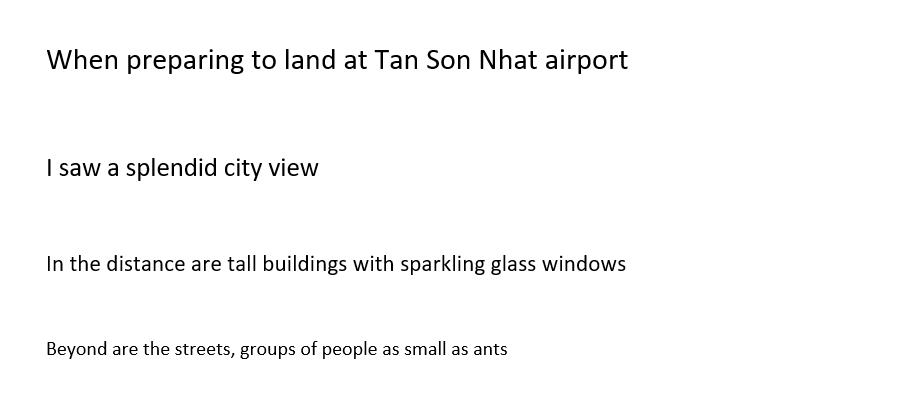 When preparing to land at Tan Son Nhat airport
I saw a splendid city view
In the distance are tall buildings with sparkling glass windows
Beyond are the streets, groups of people as small as ants